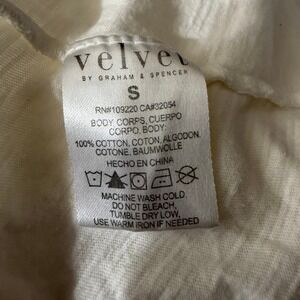 velvet
BY GRAHAM & SPENCER
S
RN#109220 CA#32054
BODY CORPS, CUERPO
CORPO, BODY:
100% COTTON, COTON, ALGODON,
COTONE, BAUMWOLLE
HECHO EN CHINA
MACHINE WASH COLD,
DO NOT BLEACH,
TUMBLE DRY LOW,
USE WARM IRON IF NEEDED